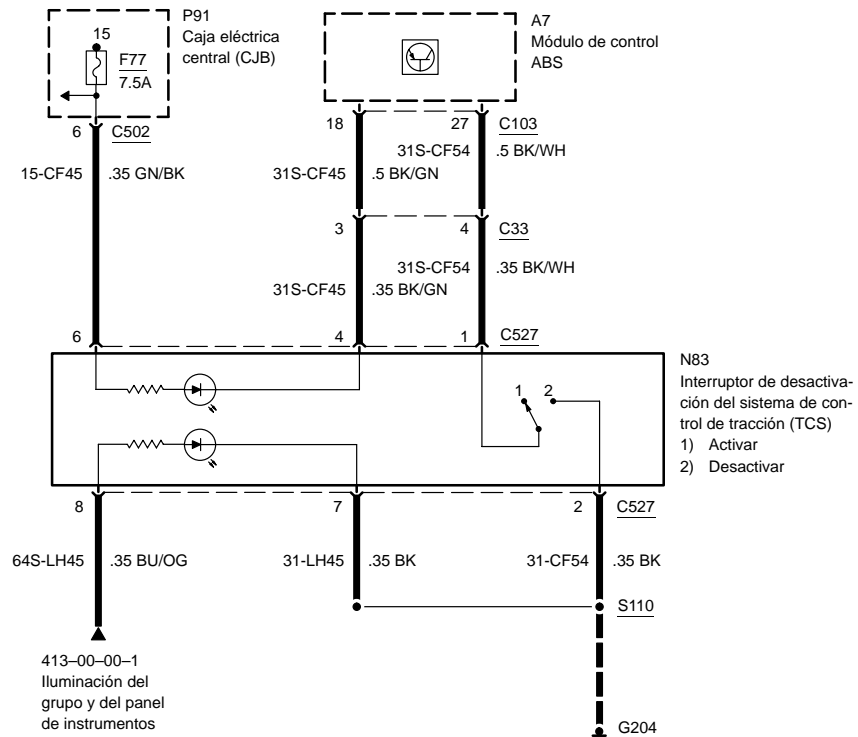 P91
Caja eléctrica
central (CJB)
15
F77
7.5A
A7
Módulo de control
ABS
6 C502
18 27 C103
15-CF45 .35 GN/BK
31S-CF45 .5 BK/GN
31S-CF54 .5 BK/WH
3 4 C33
31S-CF45 .35 BK/GN
31S-CF54 .35 BK/WH
6 4 1 C527
1 2
N83
Interruptor de desactiva-
ción del sistema de con-
trol de tracción (TCS)
1) Activar
2) Desactivar
8 7 2 C527
64S-LH45 .35 BU/OG
31-LH45 .35 BK
31-CF54 .35 BK
S110
413–00–00–1
Iluminación del
grupo y del panel
de instrumentos
G204